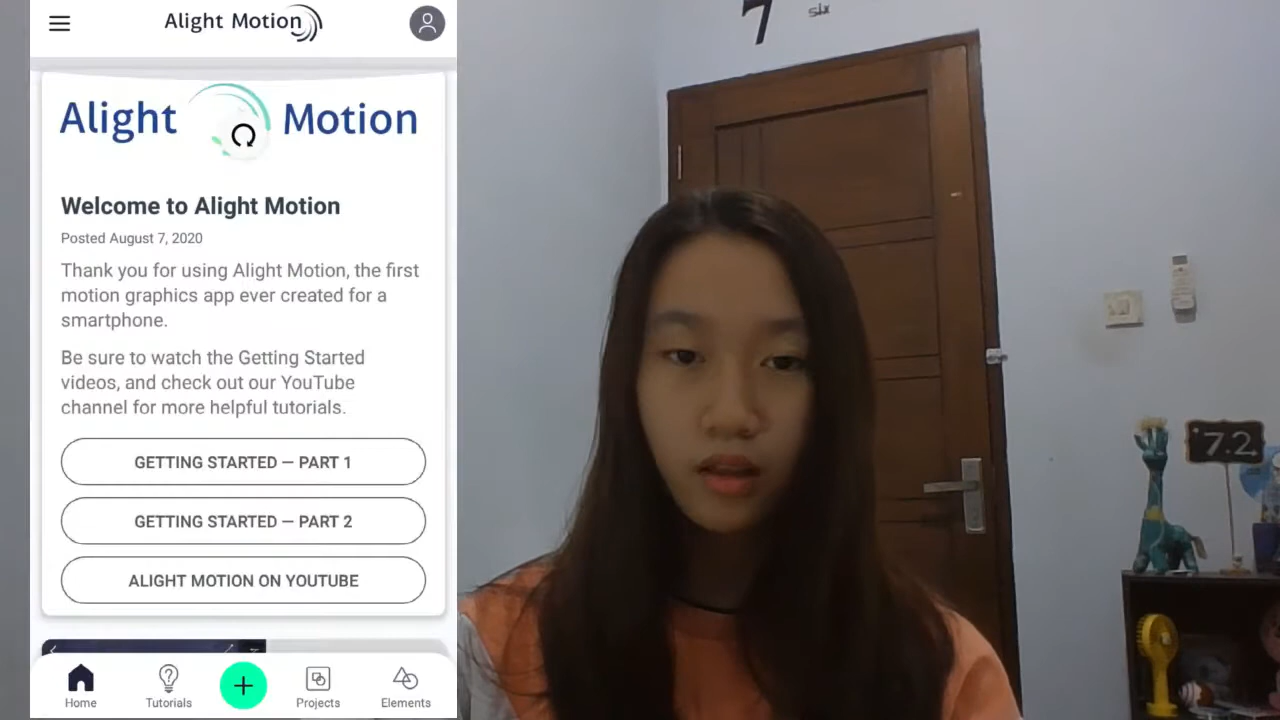 Alight Motion
Alight Motion
Welcome to Alight Motion
Posted August 7, 2020
Thank you for using Alight Motion, the first
motion graphics app ever created for a
smartphone.
Be sure to watch the Getting Started
videos, and check out our YouTube
channel for more helpful tutorials.
GETTING STARTED — PART 1
GETTING STARTED — PART 2
ALIGHT MOTION ON YOUTUBE
Home
Tutorials
Projects
Elements
7
7.2